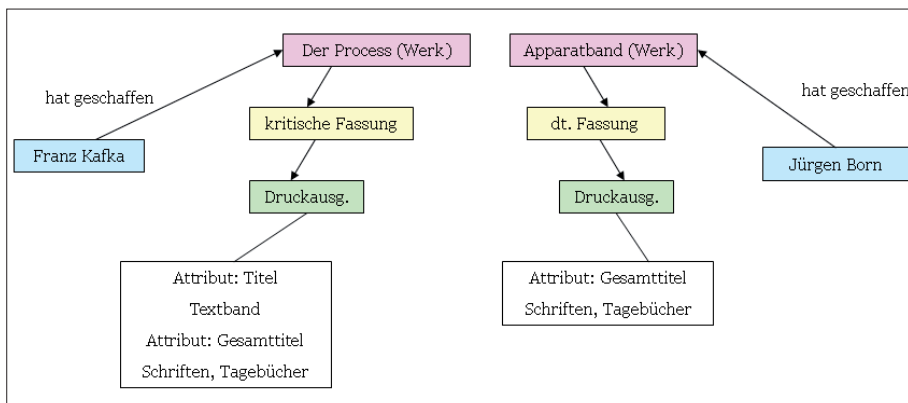 Der Process (Werk)
Apparatband (Werk)
hat geschaffen
hat geschaffen
kritische Fassung
dt. Fassung
Franz Kafka
Jürgen Born
Druckausg.
Druckausg.
Attribut: Titel
Textband
Attribut: Gesamttitel
Schriften, Tagebücher
Attribut: Gesamttitel
Schriften, Tagebücher